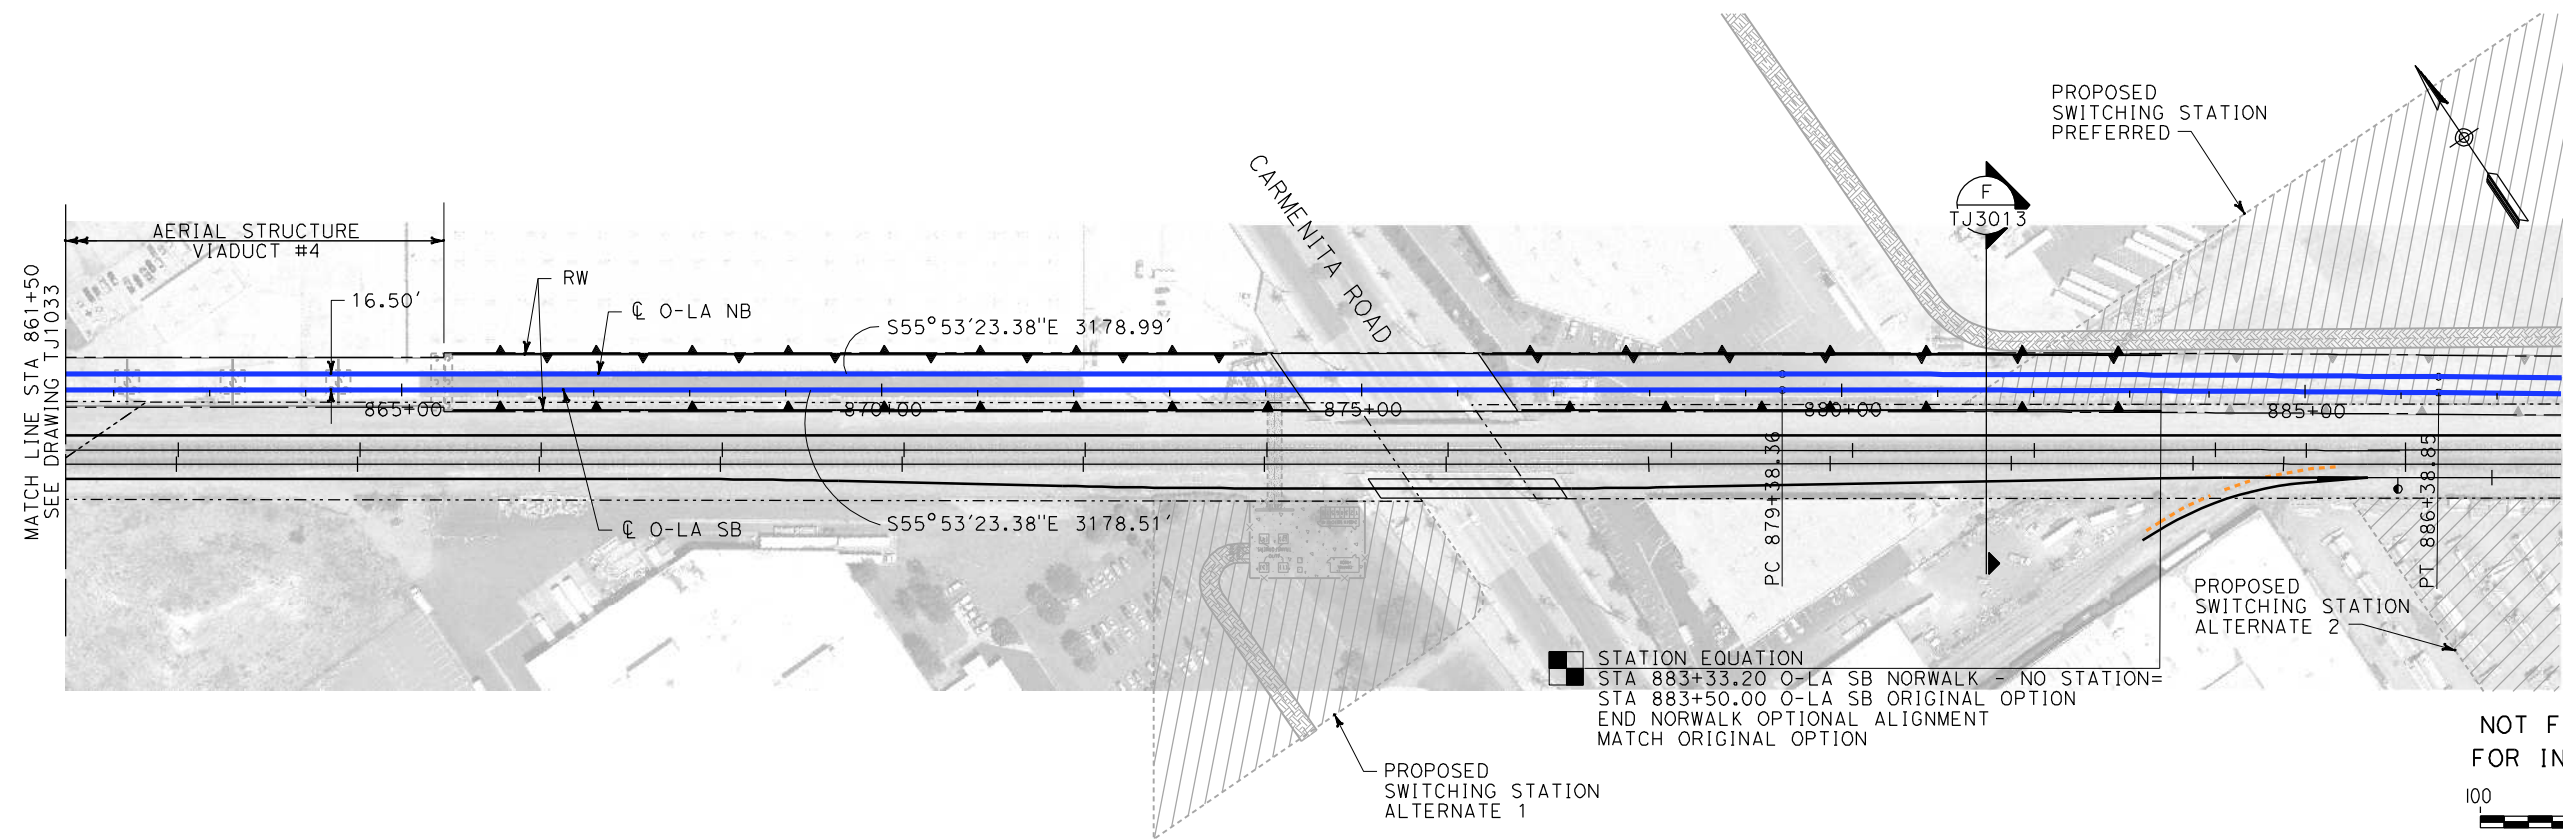 MATCH LINE STA 861+50
SEE DRAWING TJ1033
AERIAL STRUCTURE
VIADUCT #4
16.50'
RW
℄ O-LA NB
S55°53'23.38"E 3178.99'
CARMENITA ROAD
F
TJ3013
PROPOSED
SWITCHING STATION
PREFERRED
865+00
870+00
875+00
880+00
885+00
℄ O-LA SB
S55°53'23.38"E 3178.51'
PC 879+38.36
PT 886+38.85
PROPOSED
SWITCHING STATION
ALTERNATE 2
STATION EQUATION
STA 883+33.20 O-LA SB NORWALK - NO STATION=
STA 883+50.00 O-LA SB ORIGINAL OPTION
END NORWALK OPTIONAL ALIGNMENT
MATCH ORIGINAL OPTION
PROPOSED
SWITCHING STATION
ALTERNATE 1
NOT F
FOR IN
100